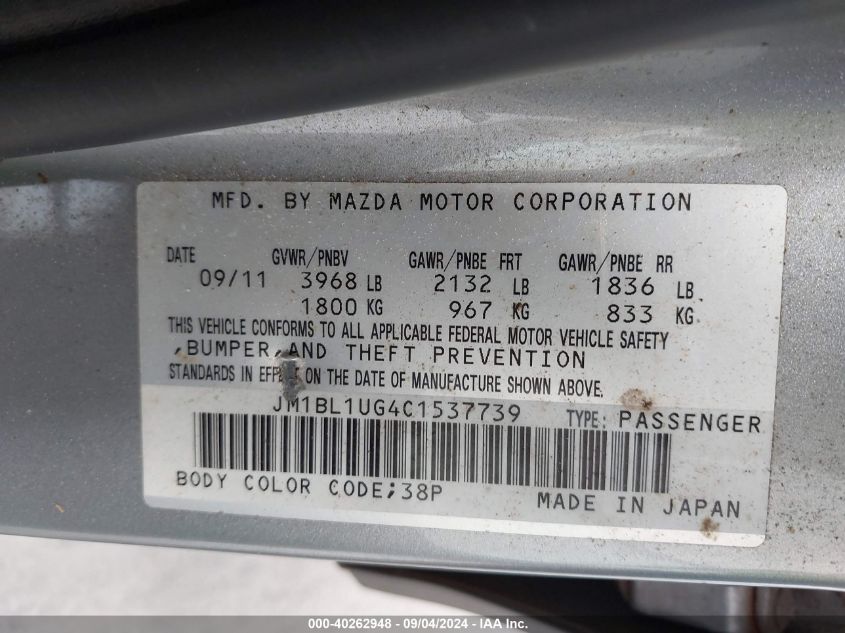 MFD. BY MAZDA MOTOR CORPORATION
DATE GVWR/PNBV GAWR/PNBE FRT GAWR/PNBE RR
09/11 3968 LB 2132 LB 1836 LB
1800 KG 967 KG 833 KG
THIS VEHICLE CONFORMS TO ALL APPLICABLE FEDERAL MOTOR VEHICLE SAFETY
,BUMPER,AND THEFT PREVENTION
STANDARDS IN EFFECT ON THE DATE OF MANUFACTURE SHOWN ABOVE.
JM1BL1UG4C1537739 TYPE: PASSENGER
BODY COLOR CODE;38P MADE IN JAPAN
000-40262948 - 09/04/2024 - IAA Inc.